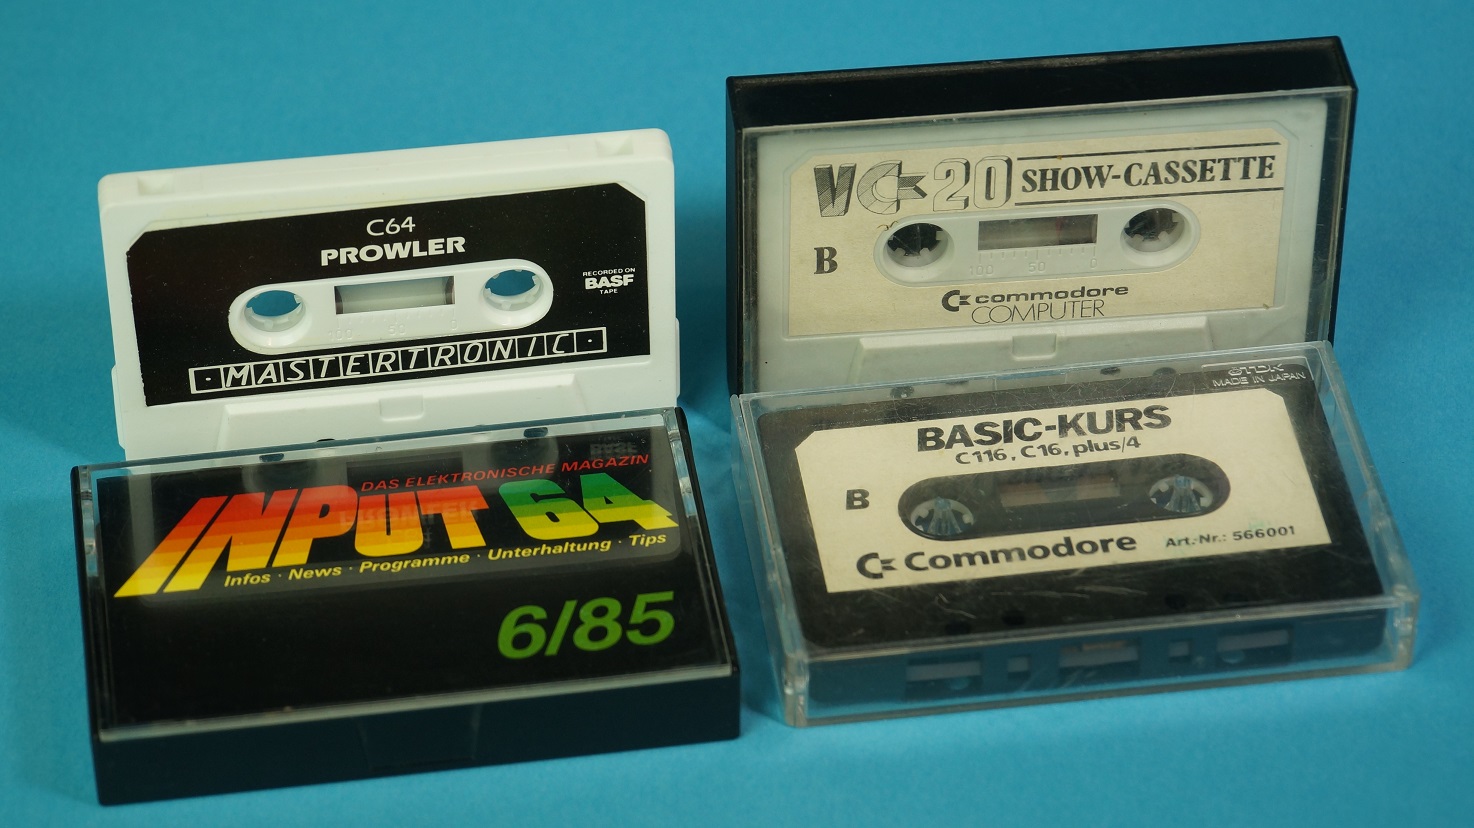 C64
PROWLER
RECORDED ON
BASF
TAPE
100 50 0
·MASTERTRONIC·
VC-20 SHOW-CASSETTE
B
100 50 0
commodore
COMPUTER
DAS ELEKTRONISCHE MAGAZIN
INPUT 64
Infos · News · Programme · Unterhaltung · Tips
6/85
TDK
MADE IN JAPAN
BASIC-KURS
C116, C16, plus/4
B
Commodore
Art.-Nr.: 566001